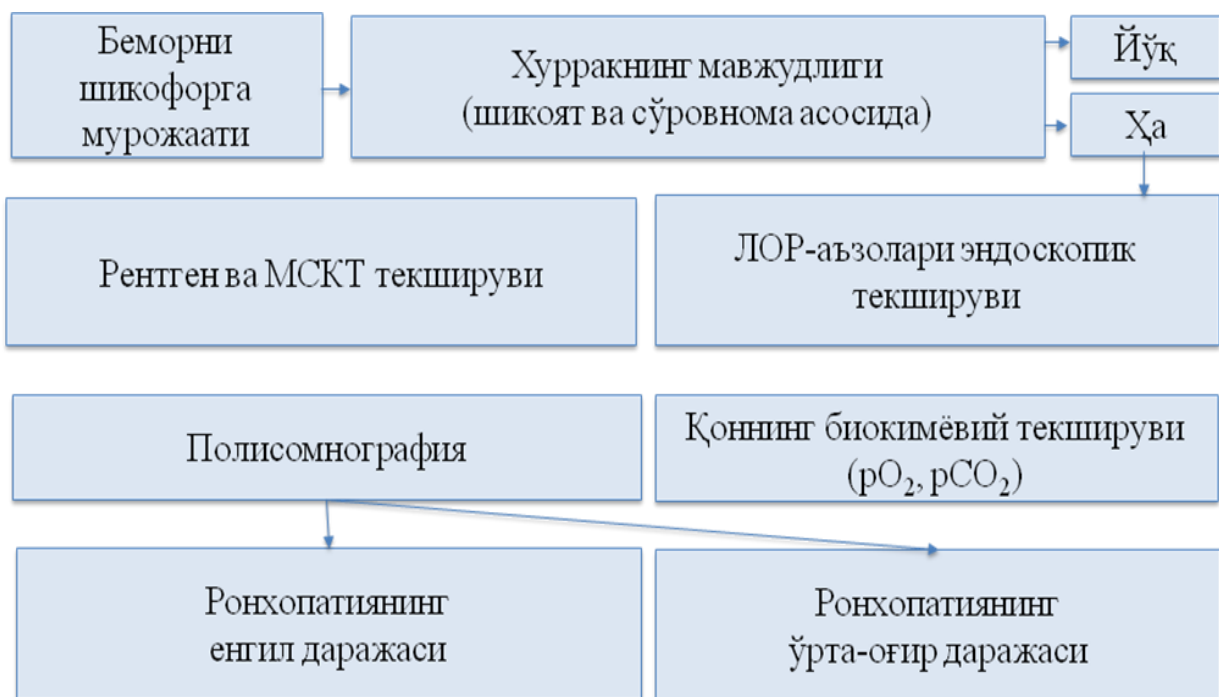 Беморни
шикофорга
мурожаати
Хурракнинг мавжудлиги
(шикоят ва сўровнома асосида)
Йўқ
Ҳа
Рентген ва МСКТ текшируви
ЛОР-аъзолари эндоскопик
текшируви
Полисомнография
Қоннинг биокимёвий текшируви
(pO₂, pCO₂)
Ронхопатиянинг
енгил даражаси
Ронхопатиянинг
ўрта-оғир даражаси